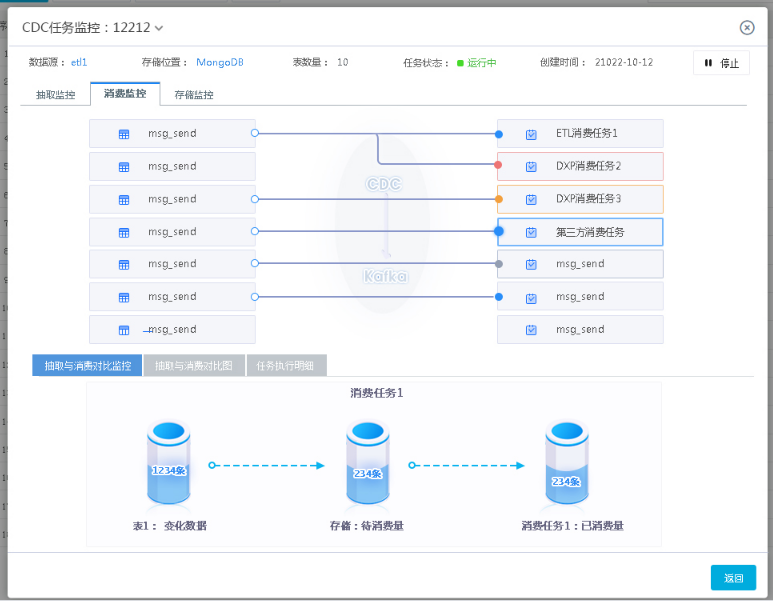 CDC任务监控：12212
数据源： etl1 存储位置： MongoDB 表数量： 10 任务状态： 运行中 创建时间： 21022-10-12 停止
抽取监控 消费监控 存储监控
msg_send ETL消费任务1
msg_send DXP消费任务2
CDC
msg_send DXP消费任务3
msg_send 第三方消费任务
msg_send msg_send
Kafka
msg_send msg_send
msg_send msg_send
抽取与消费对比监控 抽取与消费对比图 任务执行明细
消费任务1
1234条 234条 234条
表1： 变化数据 存储：待消费量 消费任务1：已消费量
返回